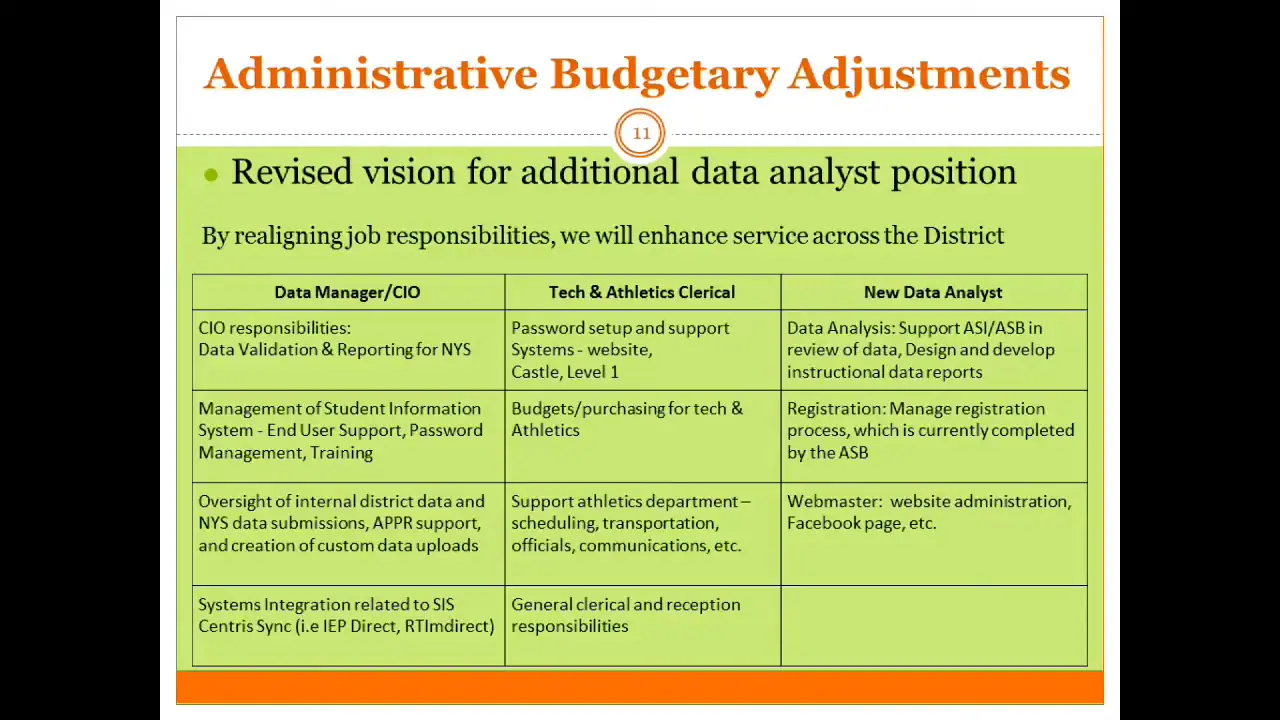 Administrative Budgetary Adjustments
11
• Revised vision for additional data analyst position
By realigning job responsibilities, we will enhance service across the District
Data Manager/CIO
Tech & Athletics Clerical
New Data Analyst
CIO responsibilities:
Data Validation & Reporting for NYS
Password setup and support
Systems - website,
Castle, Level 1
Data Analysis: Support ASI/ASB in
review of data, Design and develop
instructional data reports
Management of Student Information
System - End User Support, Password
Management, Training
Budgets/purchasing for tech &
Athletics
Registration: Manage registration
process, which is currently completed
by the ASB
Oversight of internal district data and
NYS data submissions, APPR support,
and creation of custom data uploads
Support athletics department –
scheduling, transportation,
officials, communications, etc.
Webmaster:  website administration,
Facebook page, etc.
Systems Integration related to SIS
Centris Sync (i.e IEP Direct, RTImdirect)
General clerical and reception
responsibilities